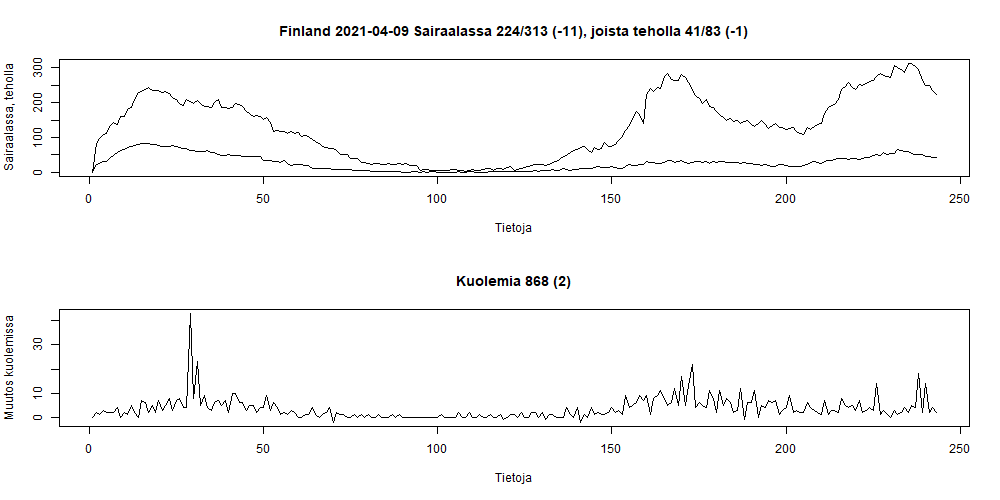 Finland 2021-04-09 Sairaalassa 224/313 (-11), joista teholla 41/83 (-1)
Sairaalassa, teholla
300
200
100
0
0 50 100 150 200 250
Tietoja
Kuolemia 868 (2)
Muutos kuolemissa
30
10
0
0 50 100 150 200 250
Tietoja